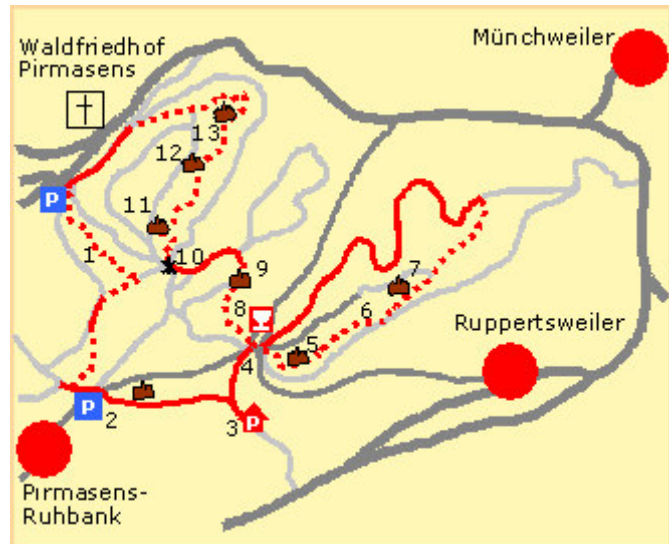 Waldfriedhof
Pirmasens
Münchweiler
13
12
11
P
1
10
9
7
8
6
Ruppertsweiler
5
4
P
2
3
P
Pirmasens-
Ruhbank